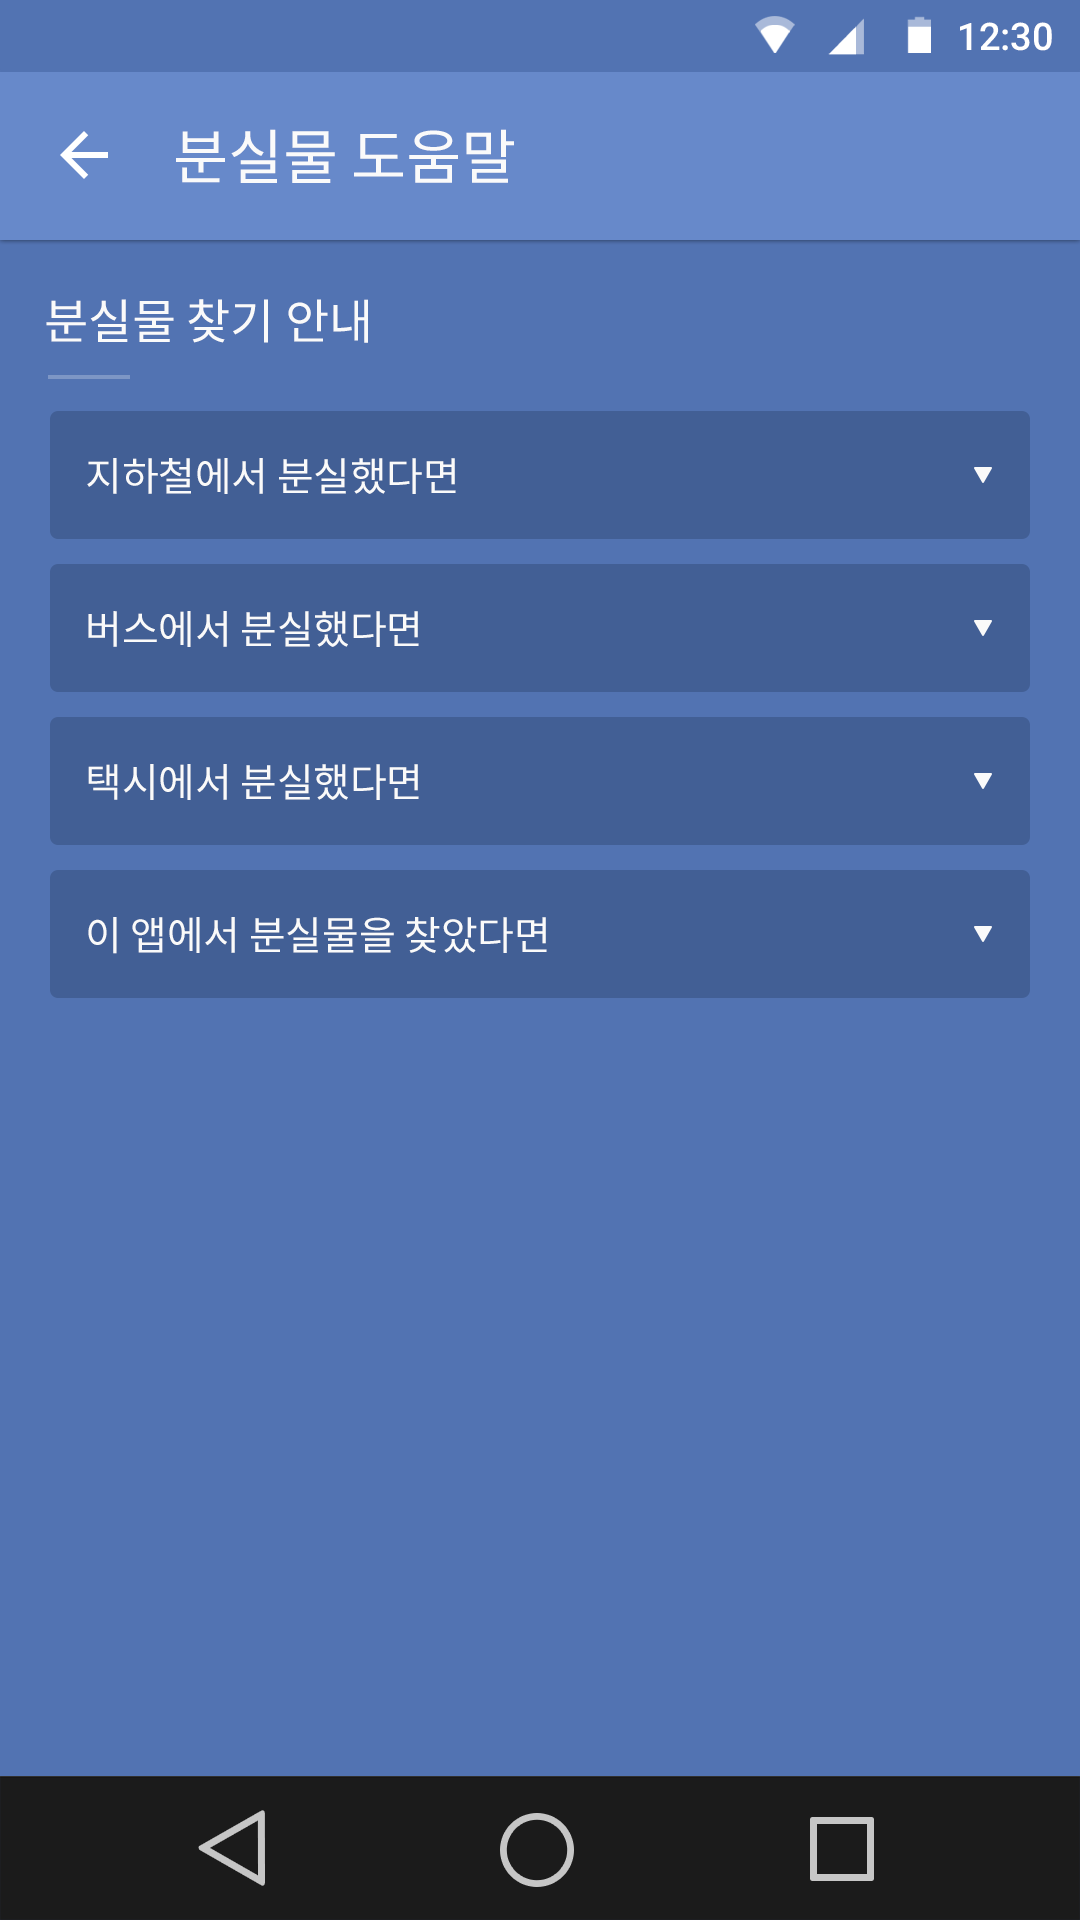 12:30
분실물 도움말
분실물 찾기 안내
지하철에서 분실했다면
버스에서 분실했다면
택시에서 분실했다면
이 앱에서 분실물을 찾았다면